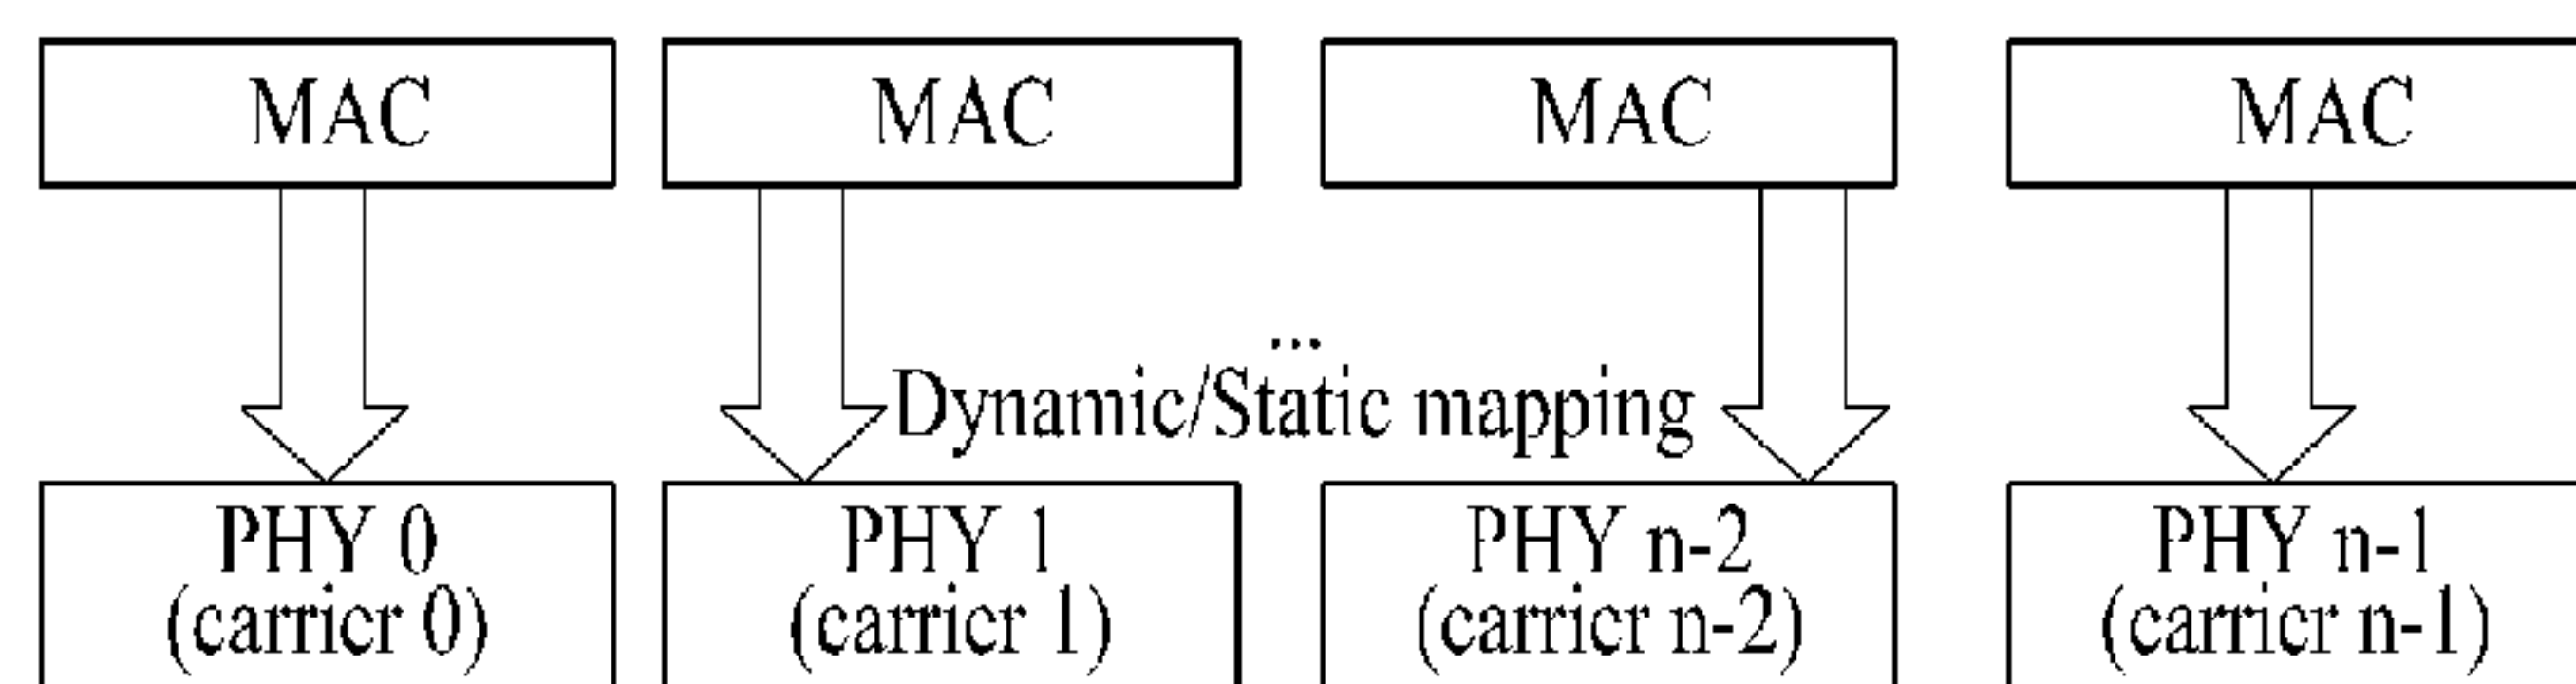 MAC MAC MAC MAC
...
Dynamic/Static mapping
PHY 0 PHY 1 PHY n-2 PHY n-1
(carrier 0) (carrier 1) (carrier n-2) (carrier n-1)